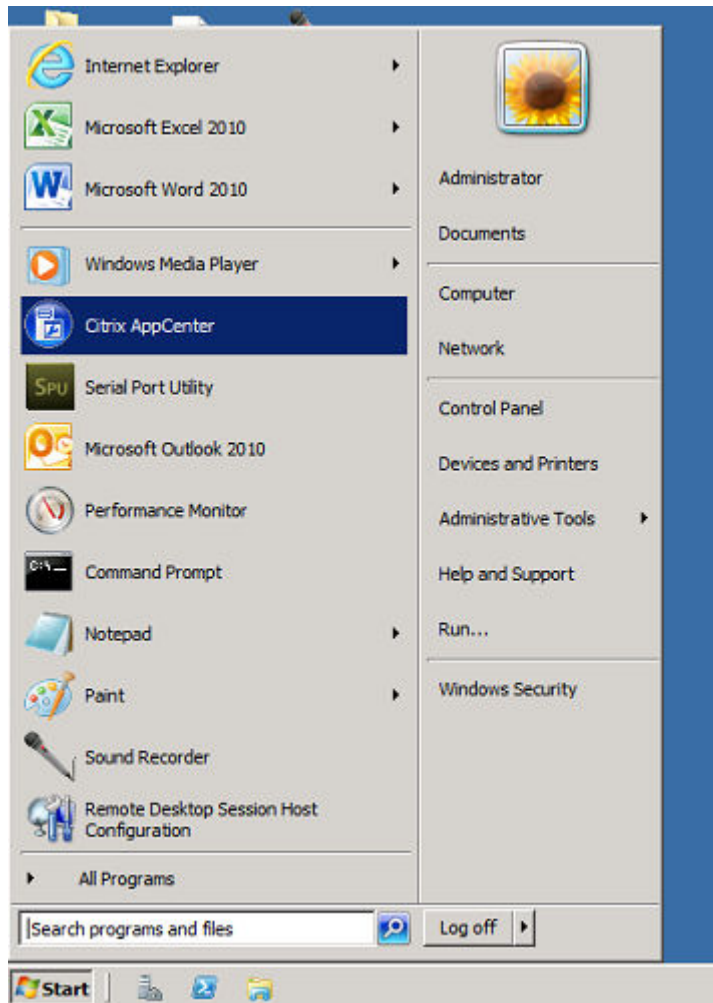 Internet Explorer
Microsoft Excel 2010
Microsoft Word 2010
Windows Media Player
Citrix AppCenter
SPU
Serial Port Utility
Microsoft Outlook 2010
Performance Monitor
C:\_
Command Prompt
Notepad
Paint
Sound Recorder
Remote Desktop Session Host
Configuration
All Programs
Search programs and files
Administrator
Documents
Computer
Network
Control Panel
Devices and Printers
Administrative Tools
Help and Support
Run...
Windows Security
Log off
Start